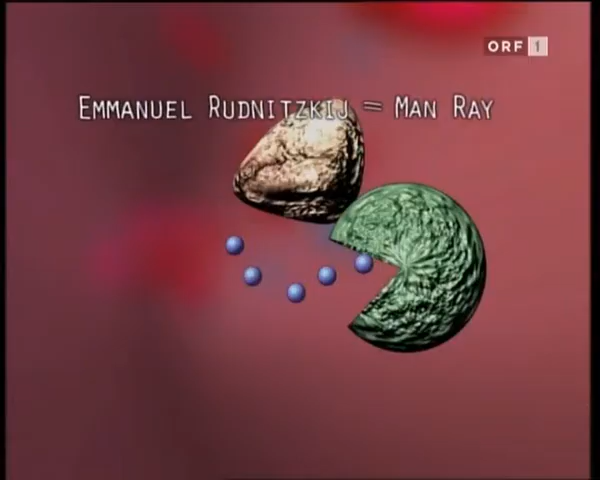 ORF 1
EMMANUEL RUDNITZKIJ = MAN RAY